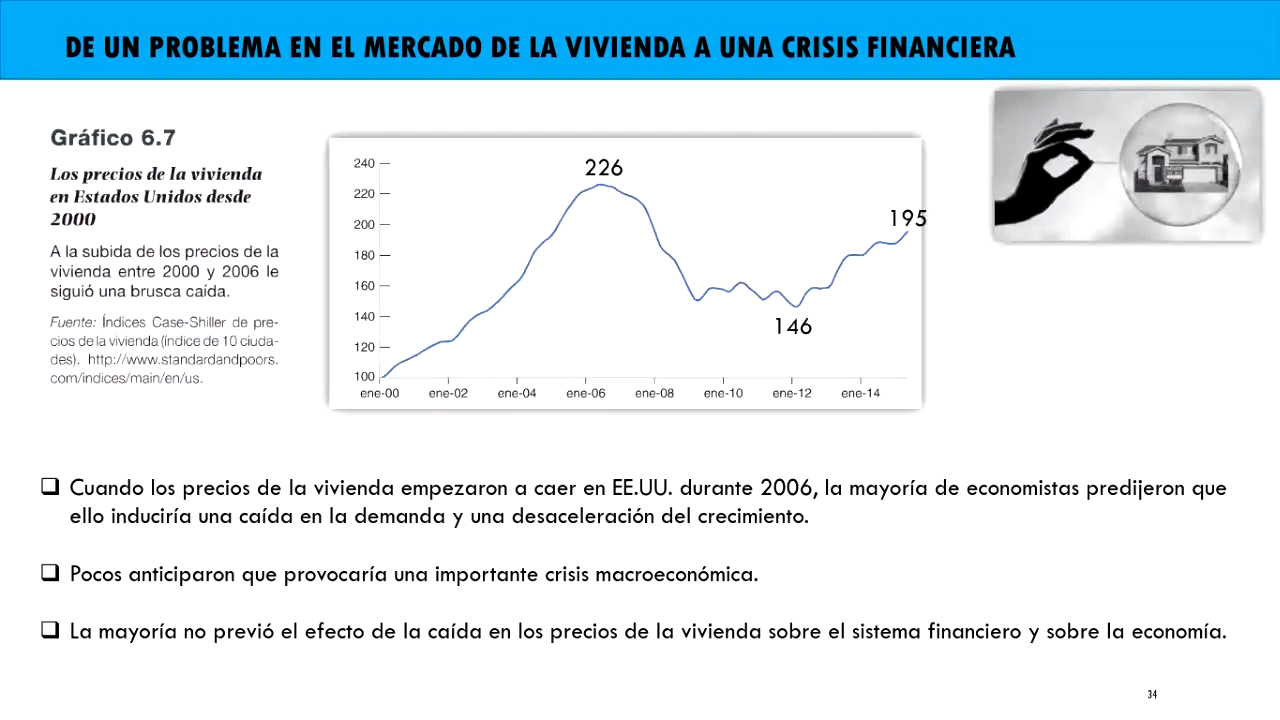 DE UN PROBLEMA EN EL MERCADO DE LA VIVIENDA A UNA CRISIS FINANCIERA
Gráfico 6.7
Los precios de la vivienda
en Estados Unidos desde
2000
A la subida de los precios de la
vivienda entre 2000 y 2006 le
siguió una brusca caída.
Fuente: Índices Case-Shiller de pre-
cios de la vivienda (índice de 10 ciuda-
des). http://www.standardandpoors.
com/indices/main/en/us.
240
220
200
180
160
140
120
100
226
195
146
ene-00 ene-02 ene-04 ene-06 ene-08 ene-10 ene-12 ene-14
Cuando los precios de la vivienda empezaron a caer en EE.UU. durante 2006, la mayoría de economistas predijeron que
ello induciría una caída en la demanda y una desaceleración del crecimiento.
Pocos anticiparon que provocaría una importante crisis macroeconómica.
La mayoría no previó el efecto de la caída en los precios de la vivienda sobre el sistema financiero y sobre la economía.
34